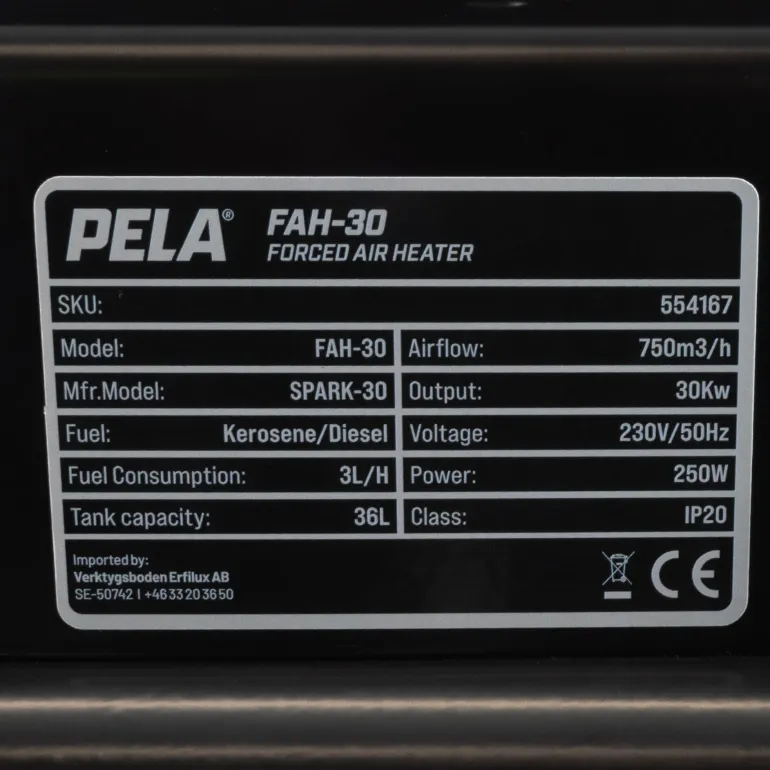 PELA® FAH-30
FORCED AIR HEATER
SKU: 554167
Model: FAH-30 Airflow: 750m3/h
Mfr.Model: SPARK-30 Output: 30Kw
Fuel: Kerosene/Diesel Voltage: 230V/50Hz
Fuel Consumption: 3L/H Power: 250W
Tank capacity: 36L Class: IP20
Imported by:
Verktygsboden Erfilux AB
SE-50742 | +46 33 20 36 50
CE